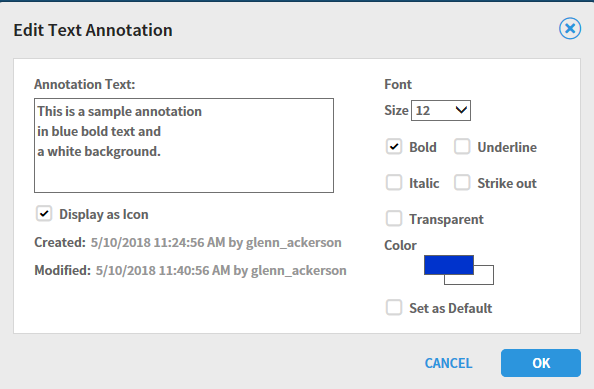 Edit Text Annotation
Annotation Text:
This is a sample annotation
in blue bold text and
a white background.
Display as Icon
Created: 5/10/2018 11:24:56 AM by glenn_ackerson
Modified: 5/10/2018 11:40:56 AM by glenn_ackerson
Font
Size 12
Bold Underline
Italic Strike out
Transparent
Color
Set as Default
CANCEL OK